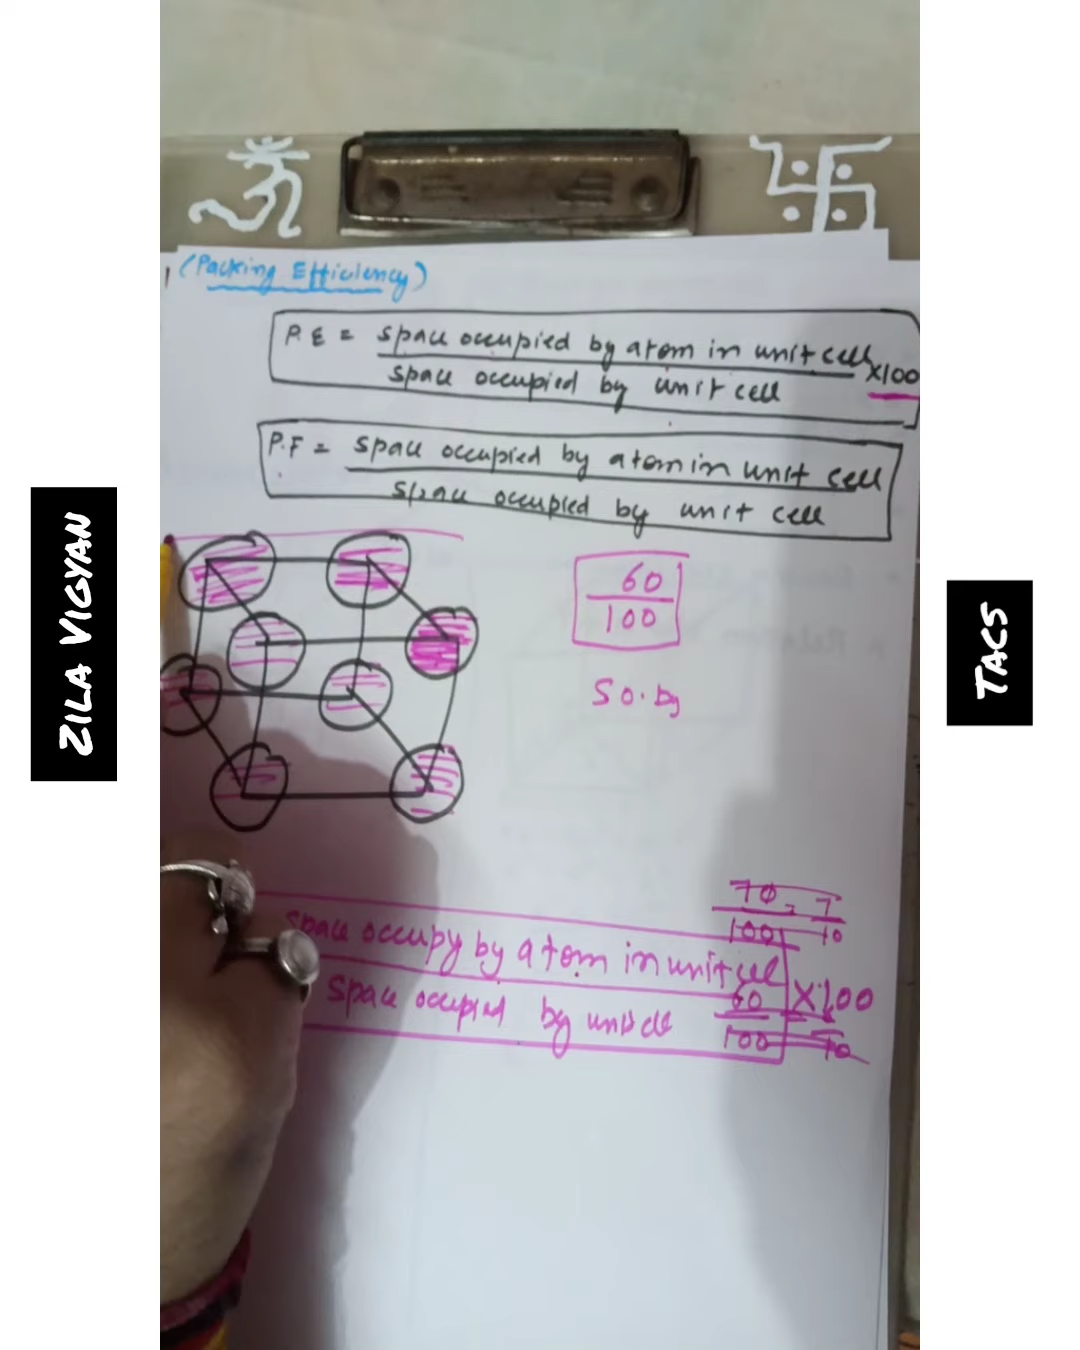 ॐ
(Packing Efficiency)
P.E = space occupied by atom in unit cell
space occupied by unit cell
X100
P.F = space occupied by atom in unit cell
space occupied by unit cell
60
100
50.
70 = 7
100 10
space occupy by atom in unit cell
space occupied by unit cell
60
100
X100
10
ZILA VIGYAN
TACS